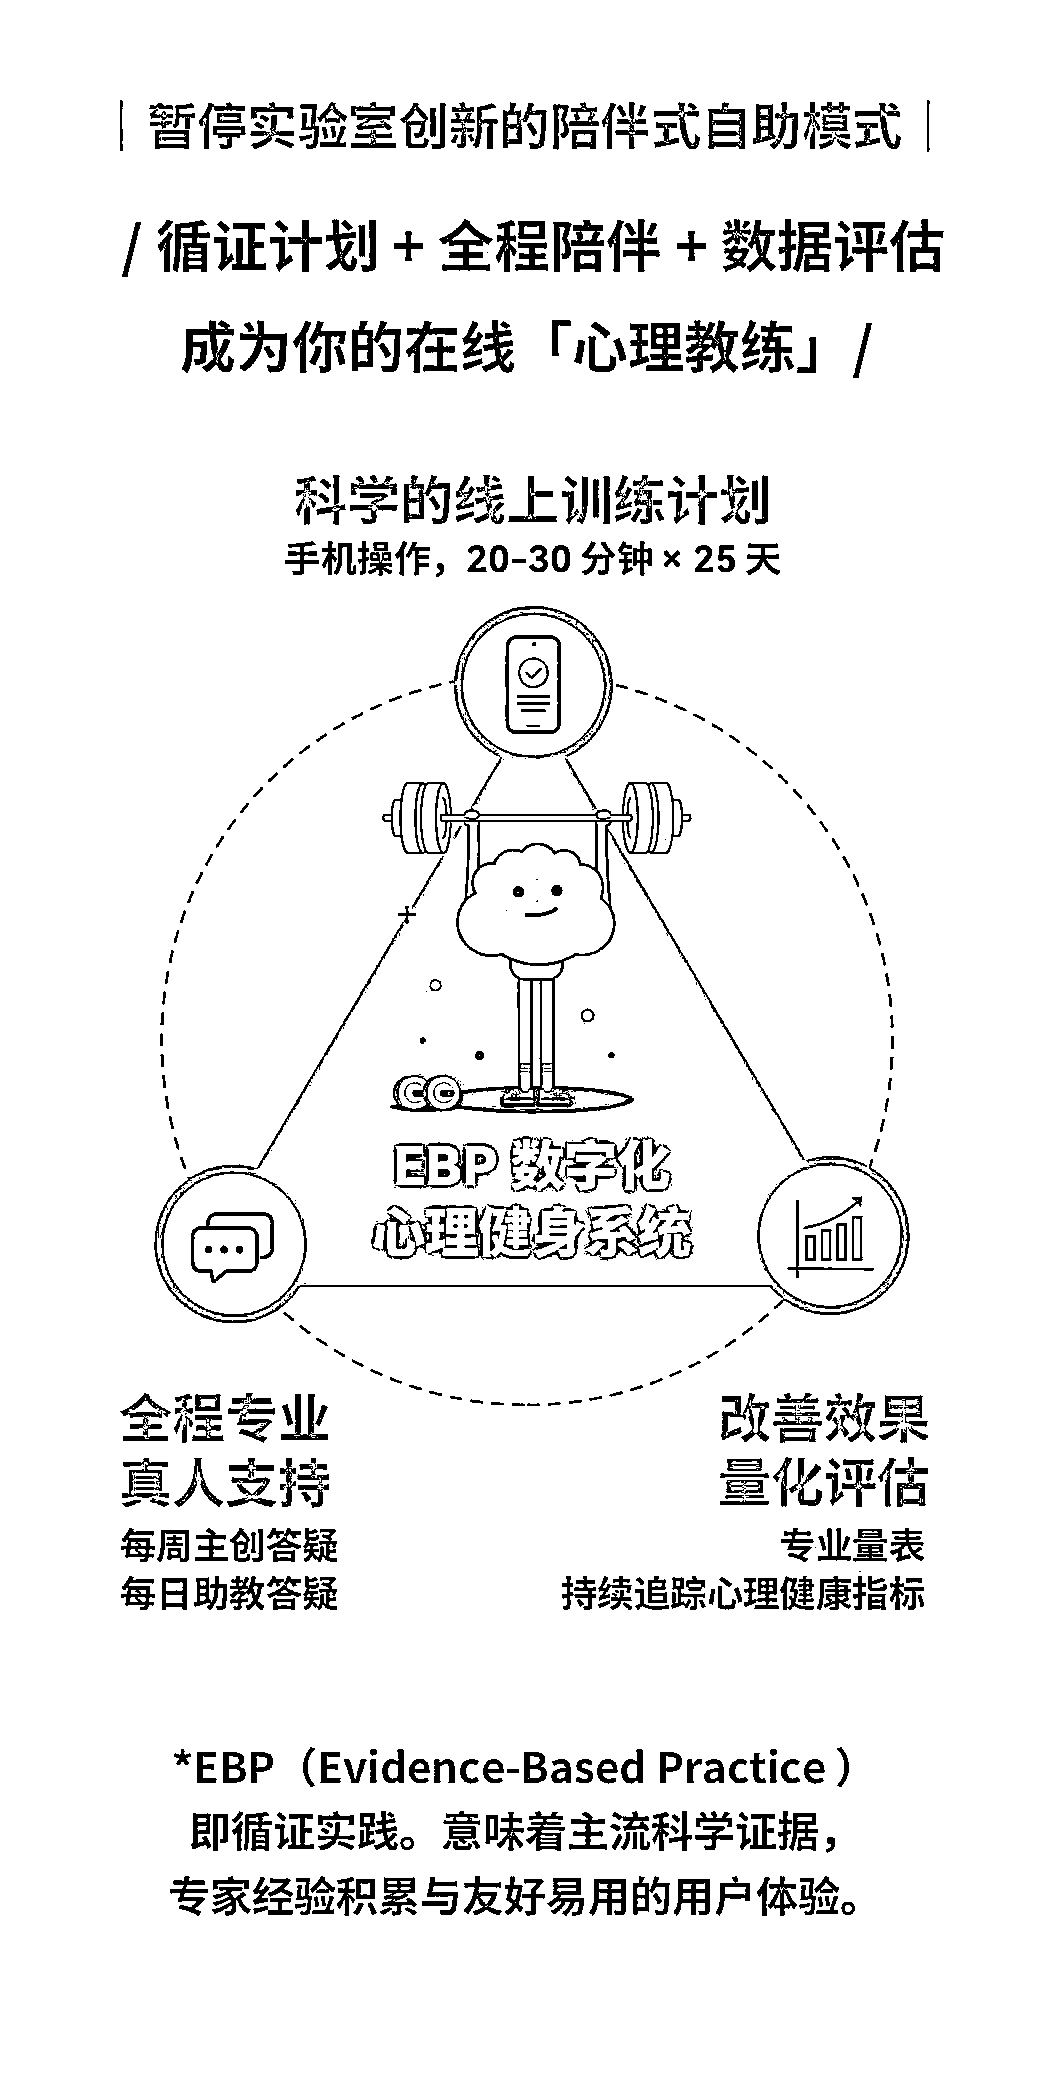 ｜暂停实验室创新的陪伴式自助模式｜
/ 循证计划 + 全程陪伴 + 数据评估
成为你的在线「心理教练」/
科学的线上训练计划
手机操作，20-30 分钟 × 25 天
EBP 数字化
心理健身系统
全程专业
真人支持
每周主创答疑
每日助教答疑
改善效果
量化评估
专业量表
持续追踪心理健康指标
*EBP（Evidence-Based Practice ）
即循证实践。意味着主流科学证据，
专家经验积累与友好易用的用户体验。